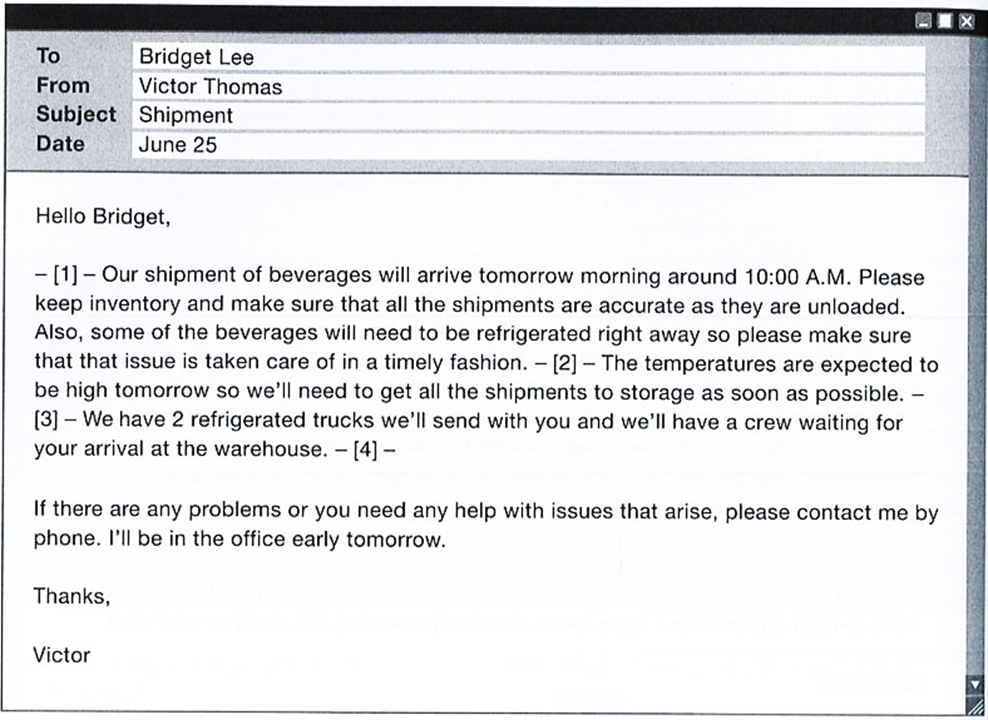 To Bridget Lee
From Victor Thomas
Subject Shipment
Date June 25
Hello Bridget,
– [1] – Our shipment of beverages will arrive tomorrow morning around 10:00 A.M. Please
keep inventory and make sure that all the shipments are accurate as they are unloaded.
Also, some of the beverages will need to be refrigerated right away so please make sure
that that issue is taken care of in a timely fashion. – [2] – The temperatures are expected to
be high tomorrow so we'll need to get all the shipments to storage as soon as possible. –
[3] – We have 2 refrigerated trucks we'll send with you and we'll have a crew waiting for
your arrival at the warehouse. – [4] –
If there are any problems or you need any help with issues that arise, please contact me by
phone. I'll be in the office early tomorrow.
Thanks,
Victor